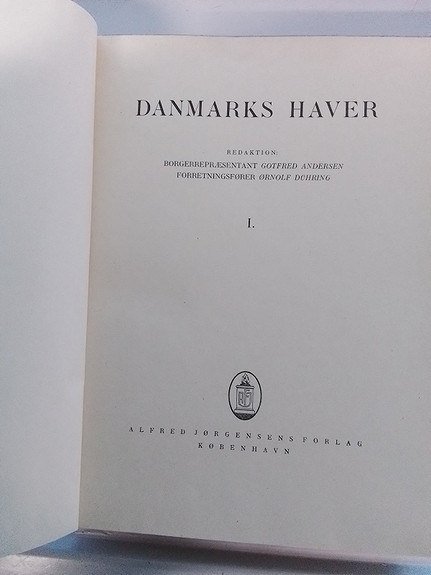 DANMARKS HAVER
REDAKTION:
BORGERREPRÆSENTANT GOTFRED ANDERSEN
FORRETNINGSFØRER ØRNOLF DUHRING
I.
ALFRED JØRGENSENS FORLAG
KØBENHAVN